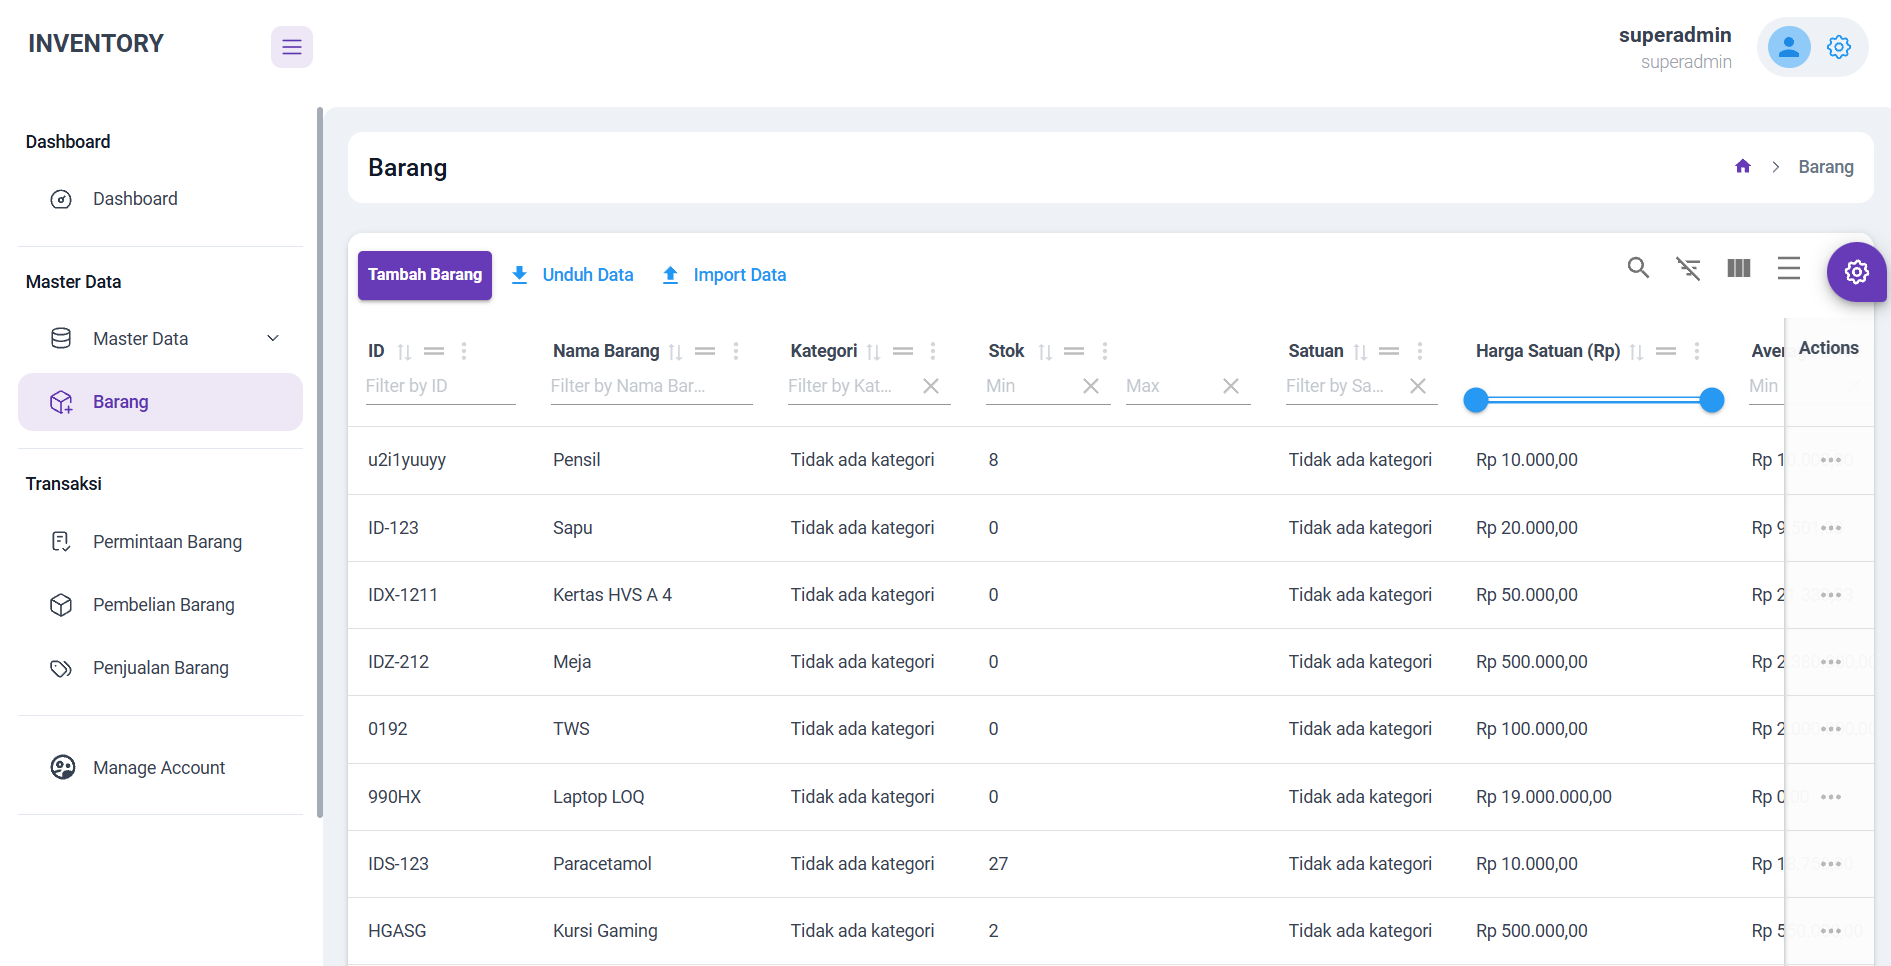 INVENTORY
superadmin
superadmin
Dashboard
Dashboard
Master Data
Master Data
Barang
Transaksi
Permintaan Barang
Pembelian Barang
Penjualan Barang
Manage Account
Barang
Barang
Tambah Barang Unduh Data Import Data
ID Nama Barang Kategori Stok Satuan Harga Satuan (Rp) Actions
Filter by ID Filter by Nama Bar... Filter by Kat... Min Max Filter by Sa... Min
u2i1yuuyy Pensil Tidak ada kategori 8 Tidak ada kategori Rp 10.000,00 Rp
ID-123 Sapu Tidak ada kategori 0 Tidak ada kategori Rp 20.000,00 Rp
IDX-1211 Kertas HVS A 4 Tidak ada kategori 0 Tidak ada kategori Rp 50.000,00 Rp
IDZ-212 Meja Tidak ada kategori 0 Tidak ada kategori Rp 500.000,00 Rp
0192 TWS Tidak ada kategori 0 Tidak ada kategori Rp 100.000,00 Rp
990HX Laptop LOQ Tidak ada kategori 0 Tidak ada kategori Rp 19.000.000,00 Rp
IDS-123 Paracetamol Tidak ada kategori 27 Tidak ada kategori Rp 10.000,00 Rp
HGASG Kursi Gaming Tidak ada kategori 2 Tidak ada kategori Rp 500.000,00 Rp